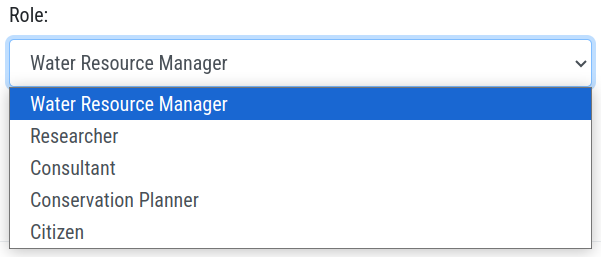 Role:
Water Resource Manager
Water Resource Manager
Researcher
Consultant
Conservation Planner
Citizen